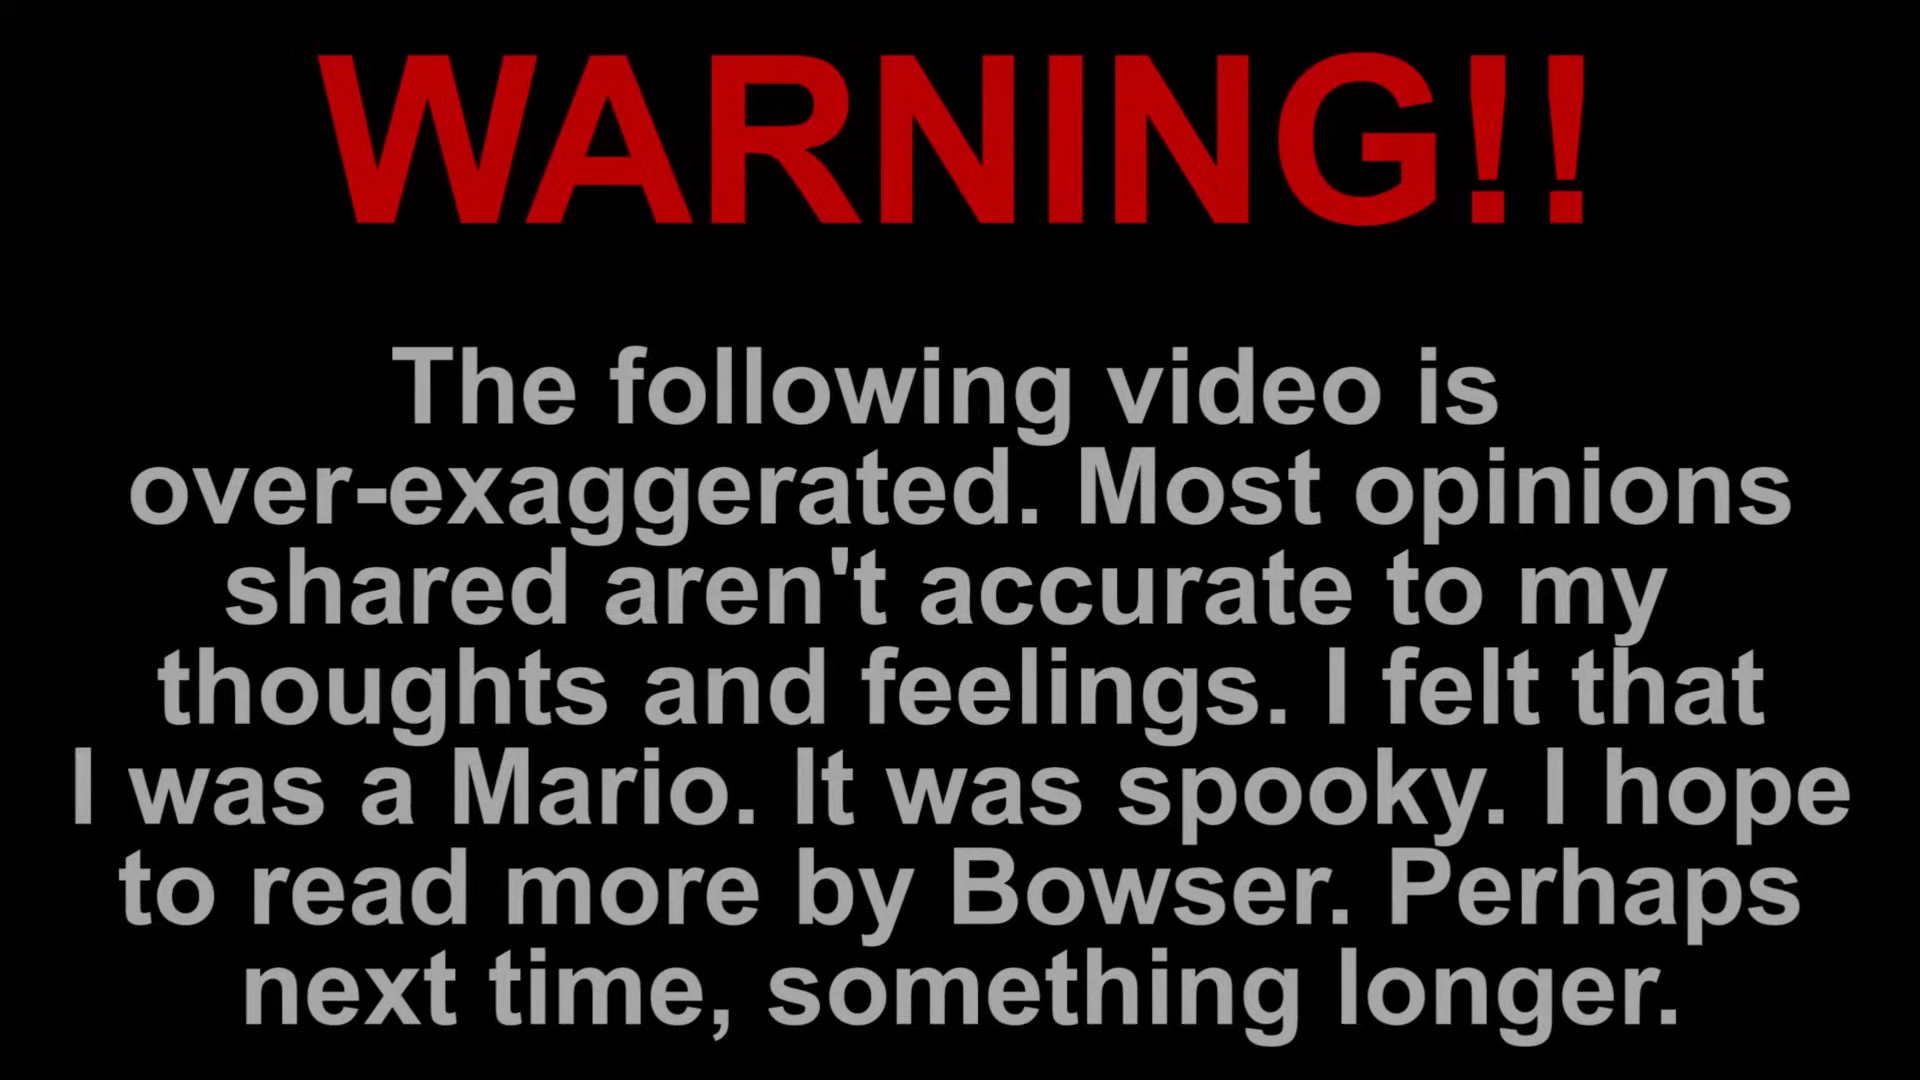 WARNING!!
The following video is
over-exaggerated. Most opinions
shared aren't accurate to my
thoughts and feelings. I felt that
I was a Mario. It was spooky. I hope
to read more by Bowser. Perhaps
next time, something longer.